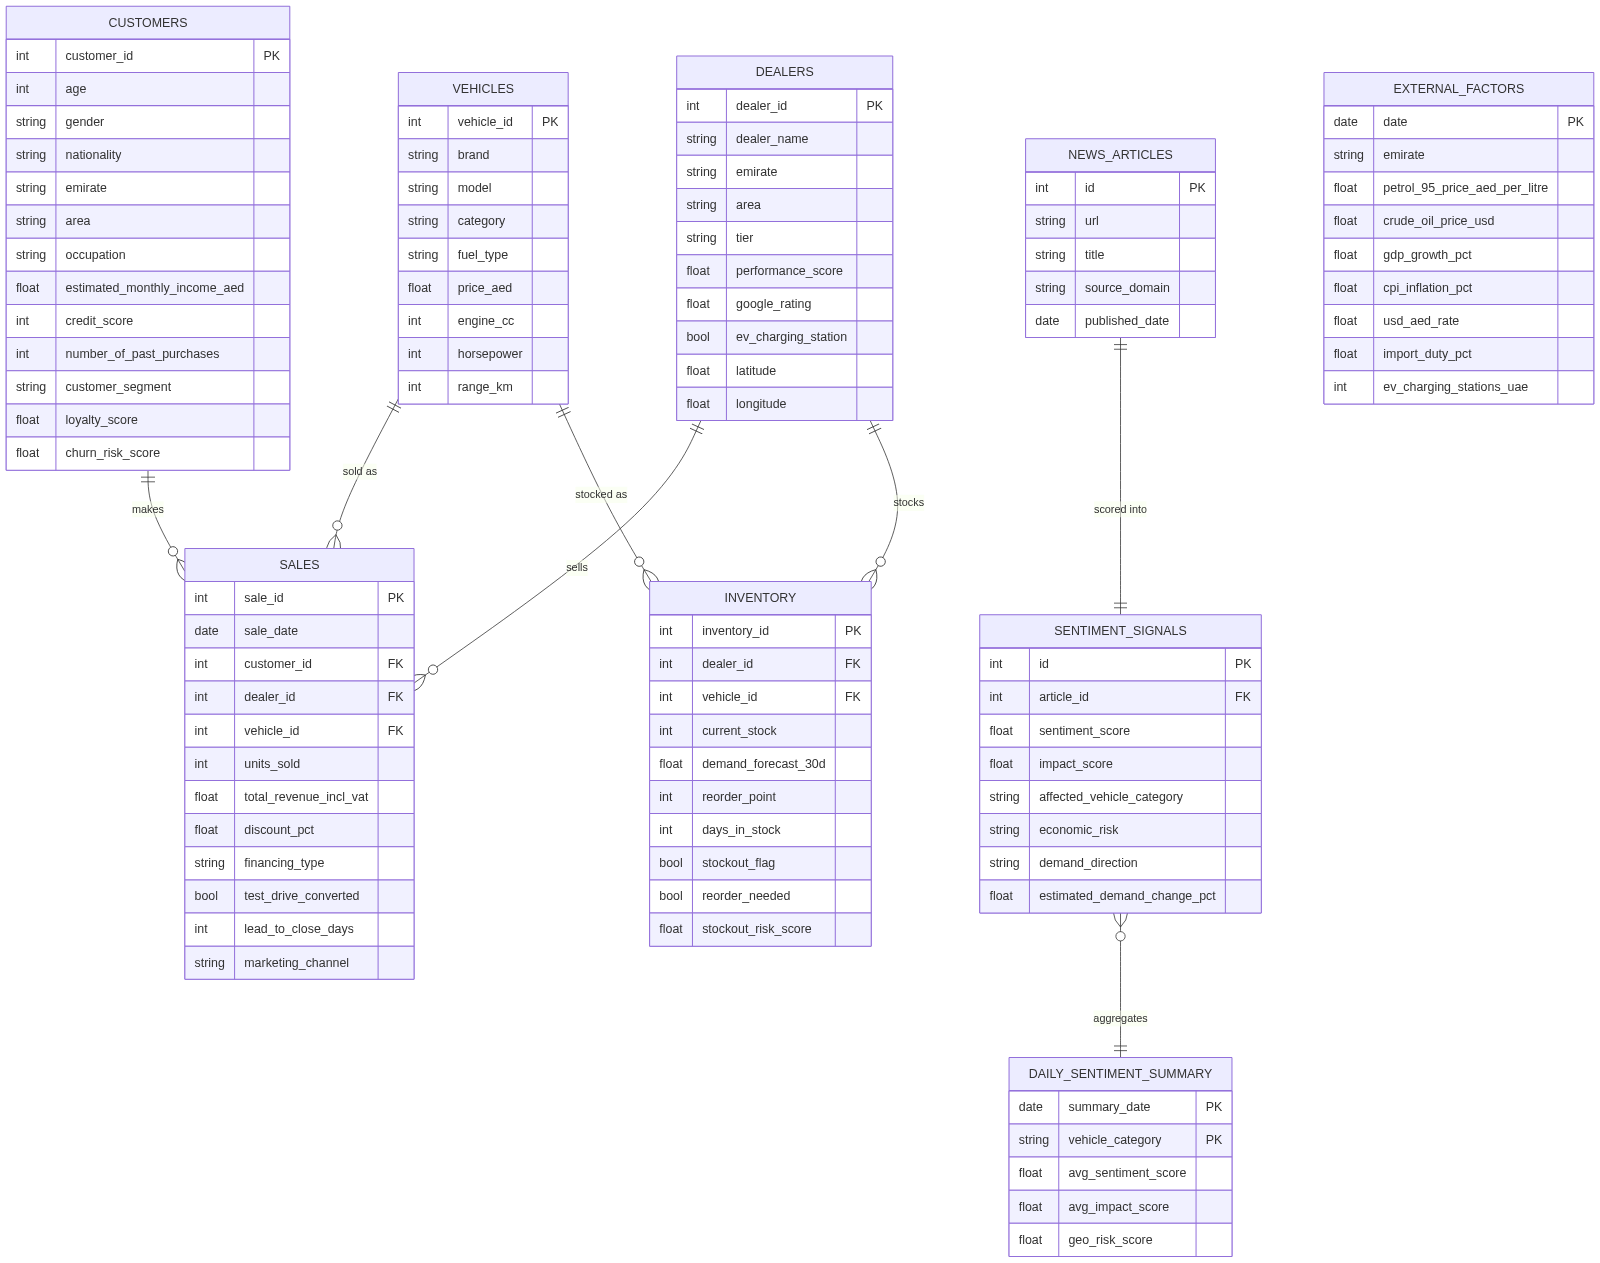 CUSTOMERS
int customer_id PK
int age
string gender
string nationality
string emirate
string area
string occupation
float estimated_monthly_income_aed
int credit_score
int number_of_past_purchases
string customer_segment
float loyalty_score
float churn_risk_score
VEHICLES
int vehicle_id PK
string brand
string model
string category
string fuel_type
float price_aed
int engine_cc
int horsepower
int range_km
DEALERS
int dealer_id PK
string dealer_name
string emirate
string area
string tier
float performance_score
float google_rating
bool ev_charging_station
float latitude
float longitude
NEWS_ARTICLES
int id PK
string url
string title
string source_domain
date published_date
EXTERNAL_FACTORS
date date PK
string emirate
float petrol_95_price_aed_per_litre
float crude_oil_price_usd
float gdp_growth_pct
float cpi_inflation_pct
float usd_aed_rate
float import_duty_pct
int ev_charging_stations_uae
makes
sold as
stocked as
sells
stocks
scored into
SALES
int sale_id PK
date sale_date
int customer_id FK
int dealer_id FK
int vehicle_id FK
int units_sold
float total_revenue_incl_vat
float discount_pct
string financing_type
bool test_drive_converted
int lead_to_close_days
string marketing_channel
INVENTORY
int inventory_id PK
int dealer_id FK
int vehicle_id FK
int current_stock
float demand_forecast_30d
int reorder_point
int days_in_stock
bool stockout_flag
bool reorder_needed
float stockout_risk_score
SENTIMENT_SIGNALS
int id PK
int article_id FK
float sentiment_score
float impact_score
string affected_vehicle_category
string economic_risk
string demand_direction
float estimated_demand_change_pct
aggregates
DAILY_SENTIMENT_SUMMARY
date summary_date PK
string vehicle_category PK
float avg_sentiment_score
float avg_impact_score
float geo_risk_score